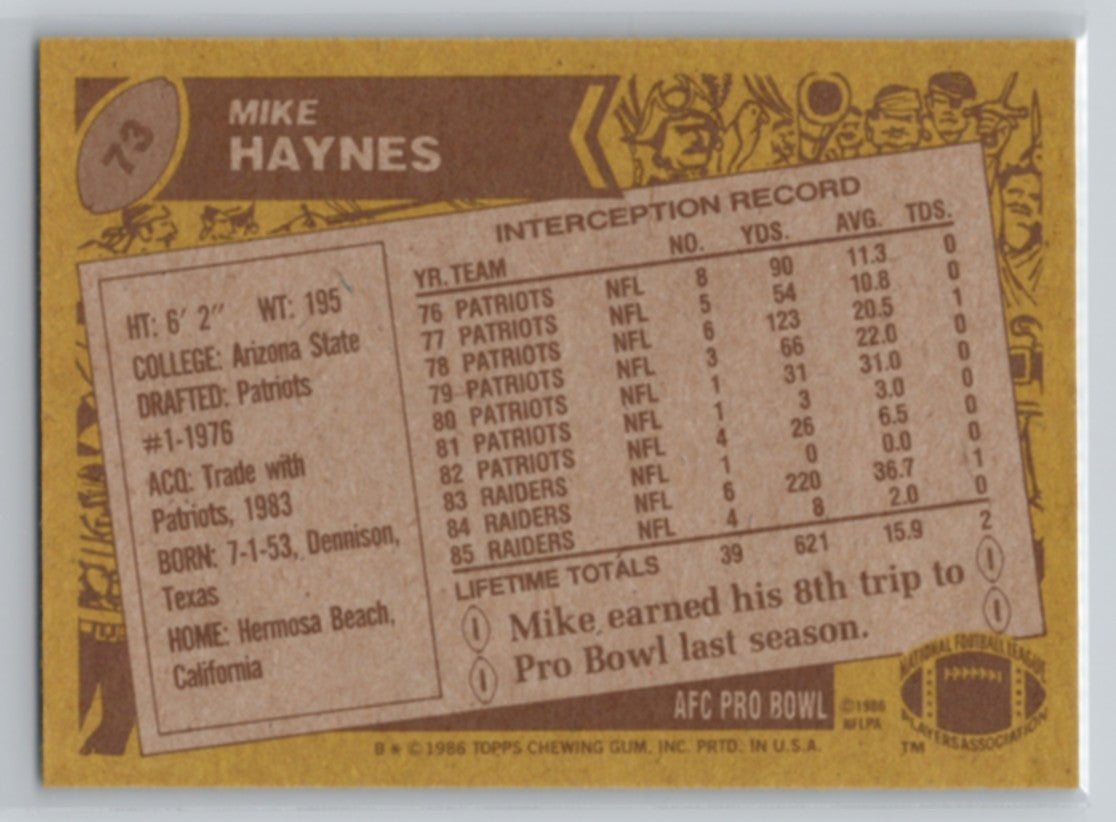 73
MIKE
HAYNES
HT: 6' 2" WT: 195
COLLEGE: Arizona State
DRAFTED: Patriots
#1-1976
ACQ: Trade with
Patriots, 1983
BORN: 7-1-53, Dennison,
Texas
HOME: Hermosa Beach,
California
INTERCEPTION RECORD
YR. TEAM NO. YDS. AVG. TDS.
76 PATRIOTS NFL 8 90 11.3 0
77 PATRIOTS NFL 5 54 10.8 0
78 PATRIOTS NFL 6 123 20.5 1
79 PATRIOTS NFL 3 66 22.0 0
80 PATRIOTS NFL 1 31 31.0 0
81 PATRIOTS NFL 1 3 3.0 0
82 PATRIOTS NFL 4 26 6.5 0
83 RAIDERS NFL 1 0 0.0 0
84 RAIDERS NFL 6 220 36.7 1
85 RAIDERS NFL 4 8 2.0 0
LIFETIME TOTALS 39 621 15.9 2
Mike earned his 8th trip to
Pro Bowl last season.
AFC PRO BOWL
©1986
NFLPA
NATIONAL FOOTBALL LEAGUE
PLAYERS ASSOCIATION
TM
B * © 1986 TOPPS CHEWING GUM, INC. PRTD. IN U.S.A.